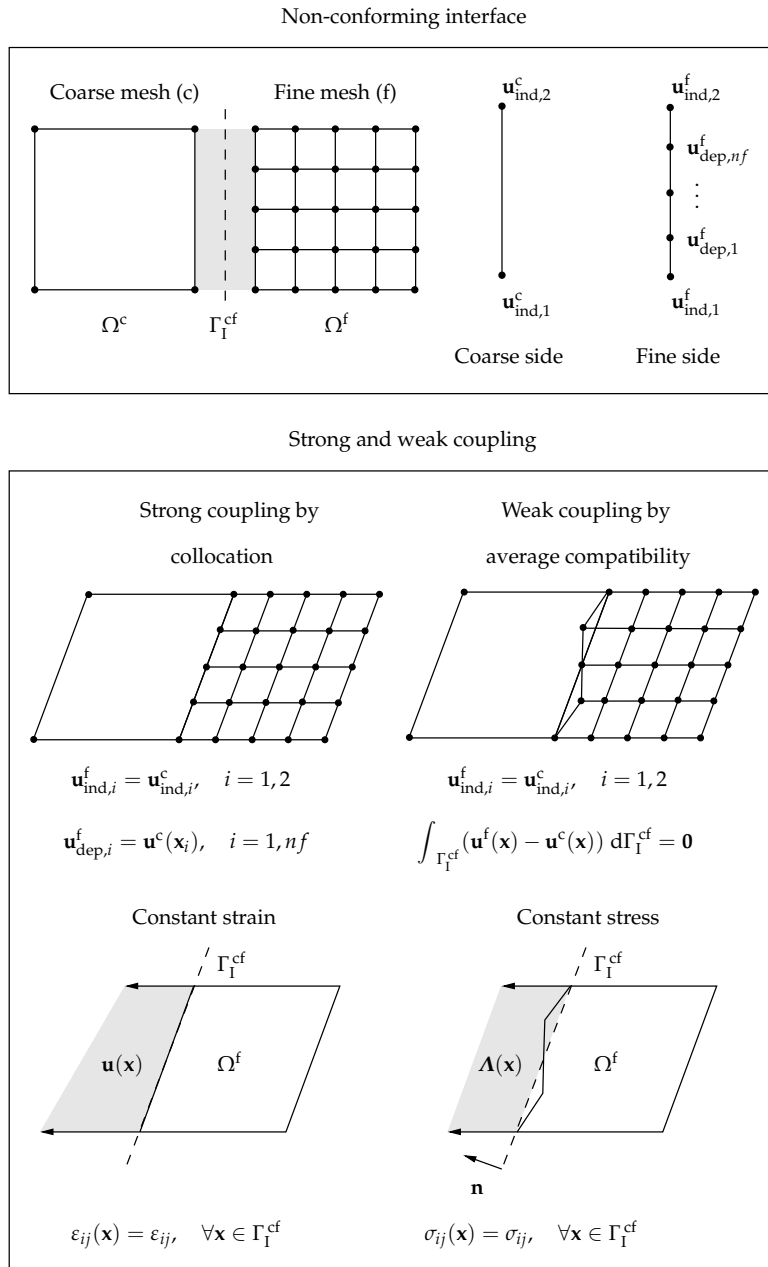 Non-conforming interface
Coarse mesh (c)
Fine mesh (f)
Ω^c
Γ_I^cf
Ω^f
u^c_ind,2
u^c_ind,1
Coarse side
u^f_ind,2
u^f_dep,nf
⋮
u^f_dep,1
u^f_ind,1
Fine side
Strong and weak coupling
Strong coupling by
collocation
Weak coupling by
average compatibility
u^f_ind,i = u^c_ind,i, i = 1, 2
u^f_dep,i = u^c(x_i), i = 1, nf
u^f_ind,i = u^c_ind,i, i = 1, 2
∫_Γ_I^cf (u^f(x) − u^c(x)) dΓ_I^cf = 0
Constant strain
Γ_I^cf
u(x)
Ω^f
ε_ij(x) = ε_ij, ∀x ∈ Γ_I^cf
Constant stress
Γ_I^cf
Λ(x)
Ω^f
n
σ_ij(x) = σ_ij, ∀x ∈ Γ_I^cf